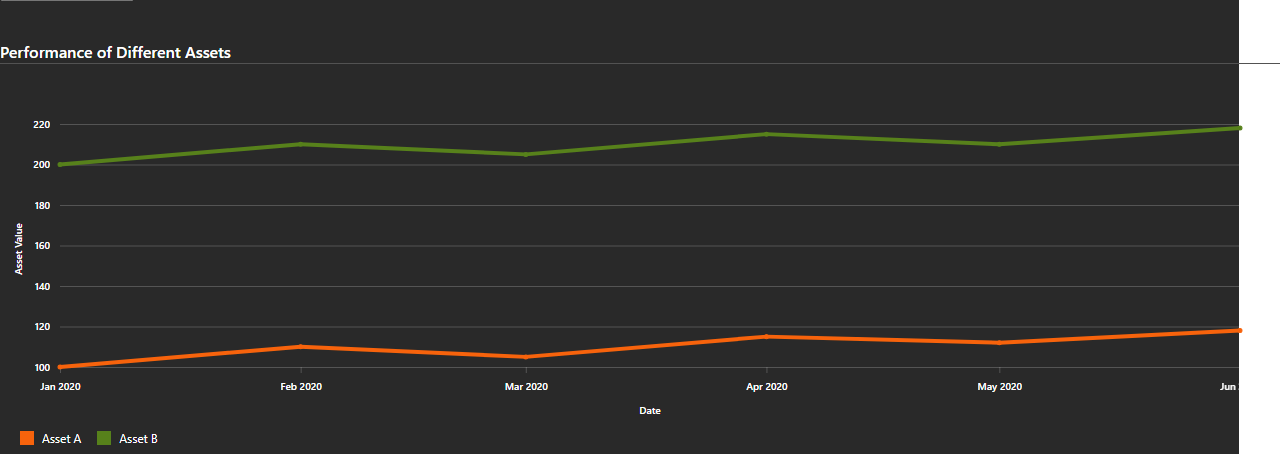 Performance of Different Assets
220
200
180
160
140
120
100
Asset Value
Jan 2020 Feb 2020 Mar 2020 Apr 2020 May 2020 Jun
Date
Asset A Asset B